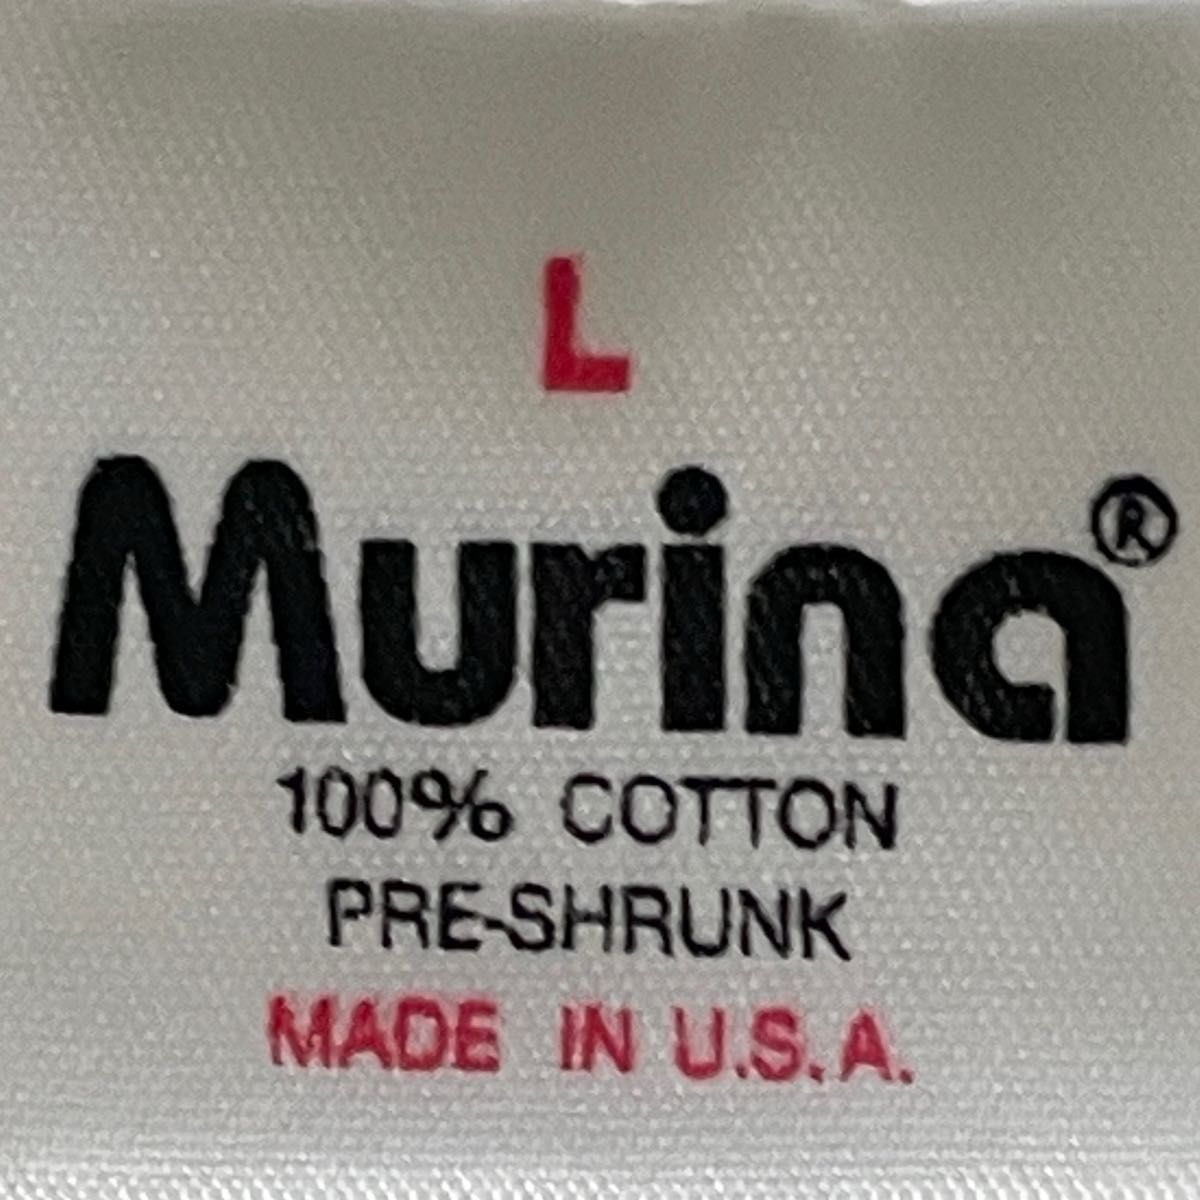 L
Murina®
100% COTTON
PRE-SHRUNK
MADE IN U.S.A.